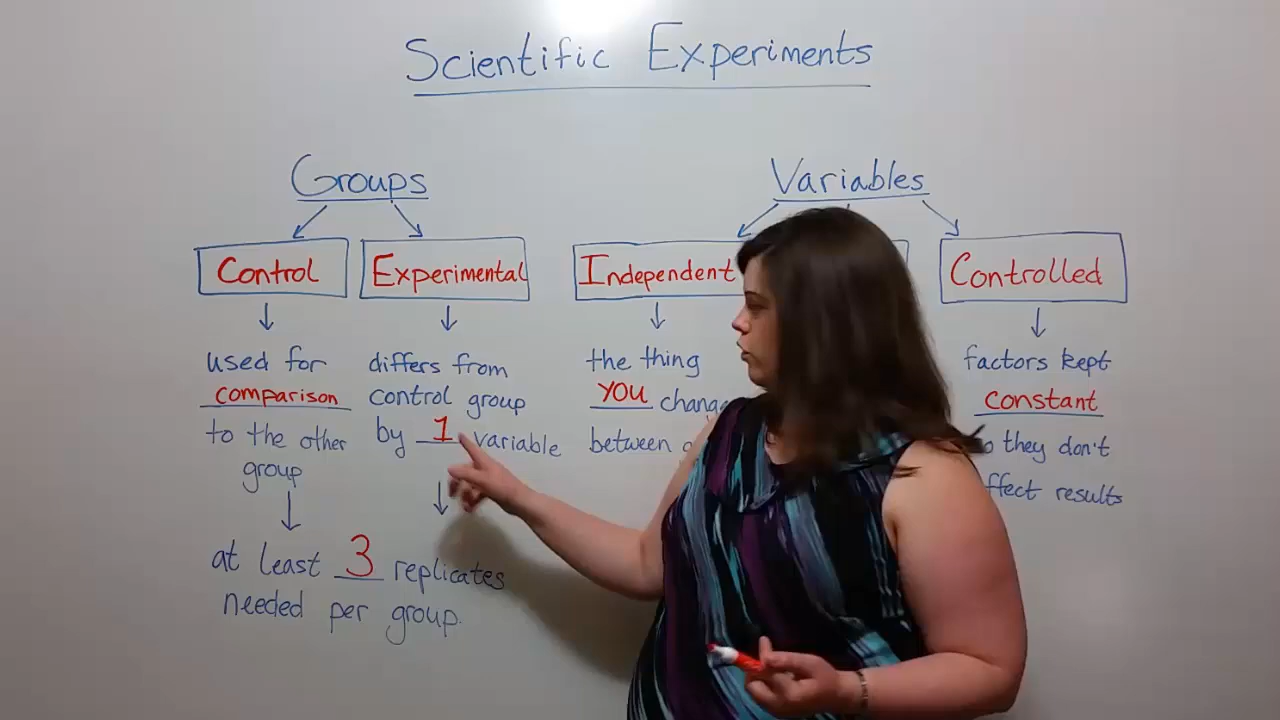 Scientific Experiments
Groups
Control
used for
comparison
to the other
group
Experimental
differs from
control group
by 1 variable
at least 3 replicates
needed per group.
Variables
Independent
the thing
YOU
between
Controlled
factors kept
constant
they don't
results